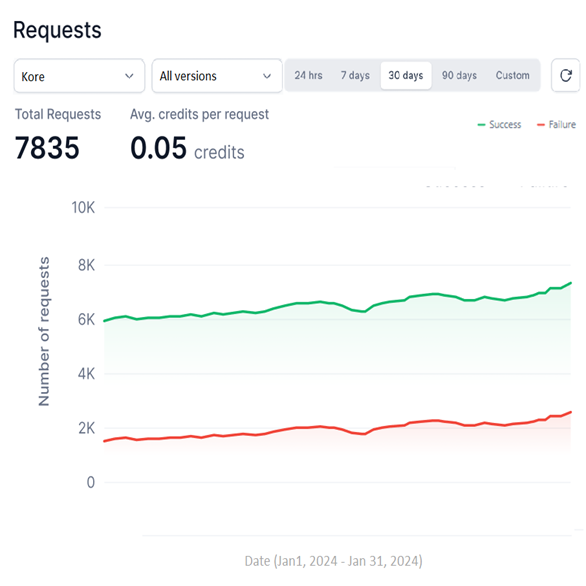 Requests
Kore
All versions
24 hrs
7 days
30 days
90 days
Custom
Total Requests
Avg. credits per request
7835
0.05 credits
Success
Failure
10K
8K
6K
4K
2K
0
Number of requests
Date (Jan1, 2024 - Jan 31, 2024)